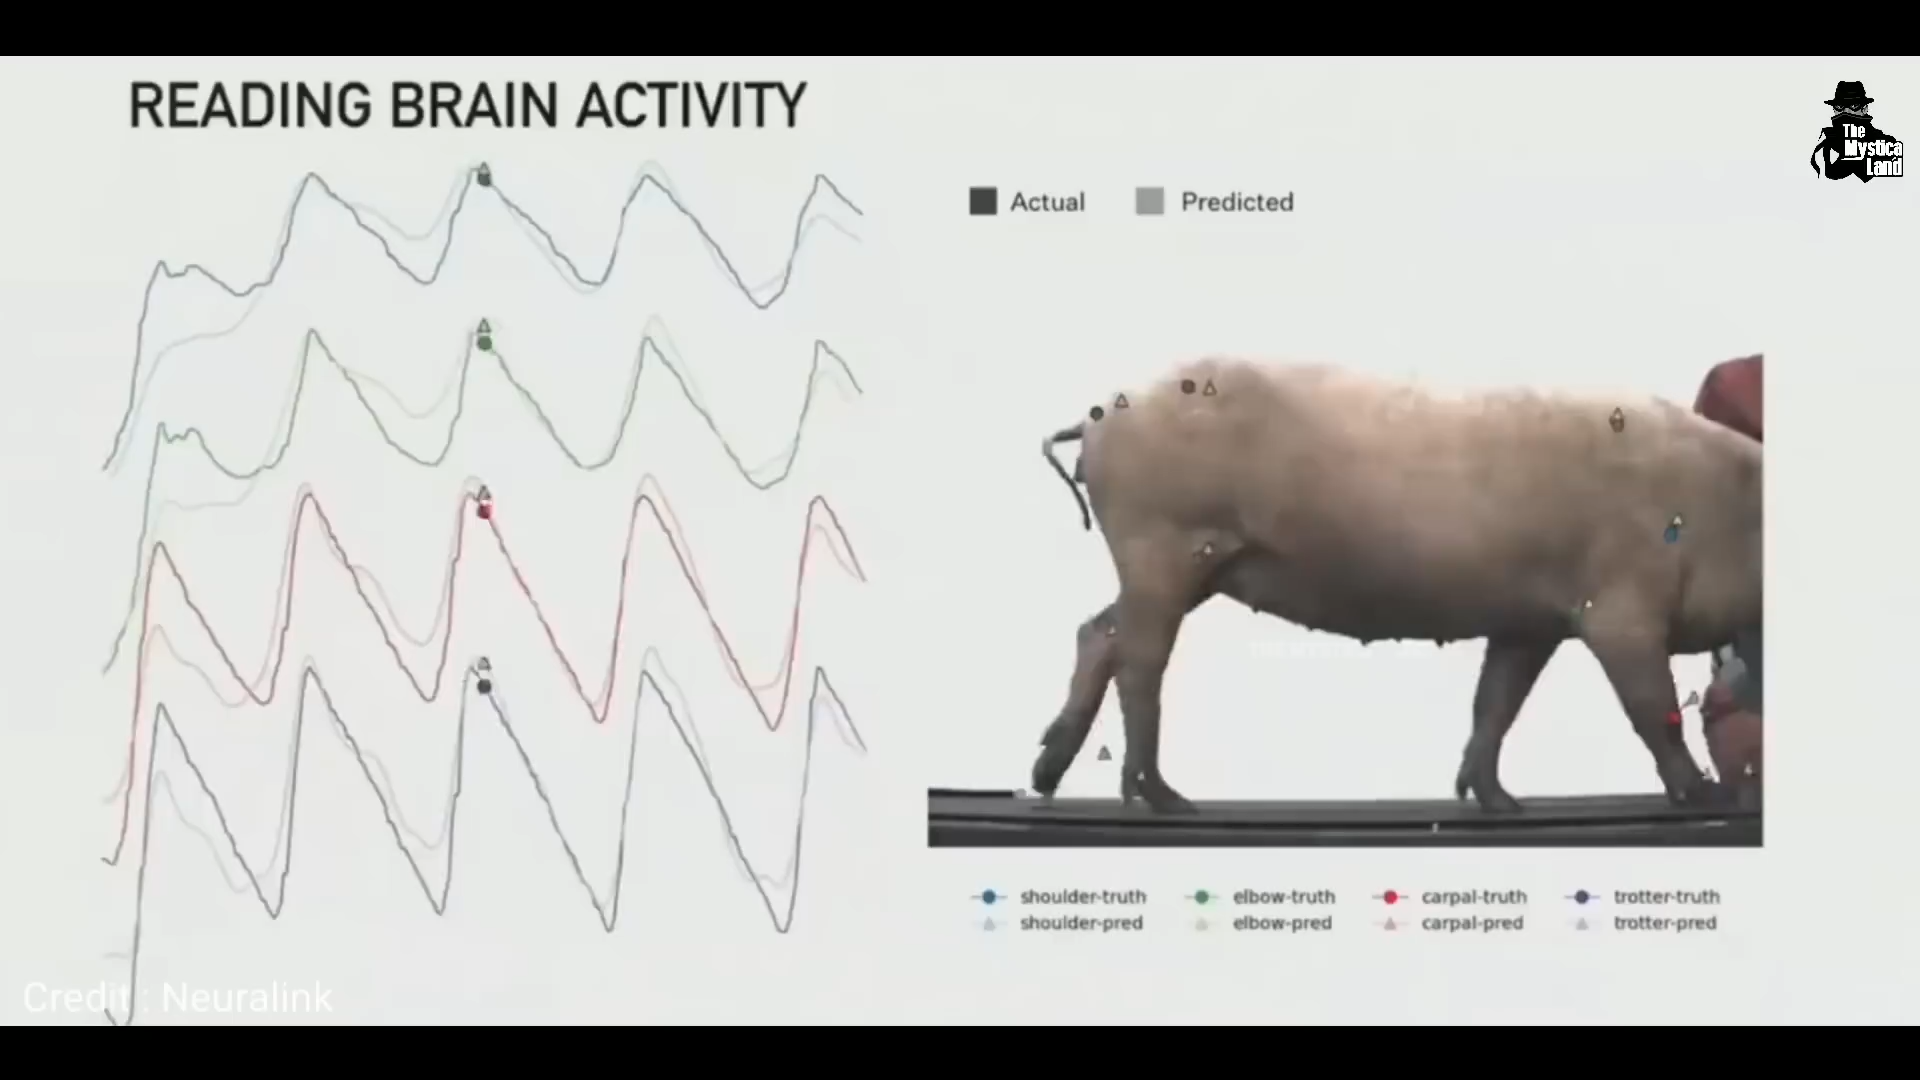 READING BRAIN ACTIVITY
The
Mystica
Land
Actual Predicted
shoulder-truth elbow-truth carpal-truth trotter-truth
shoulder-pred elbow-pred carpal-pred trotter-pred
Credit : Neuralink